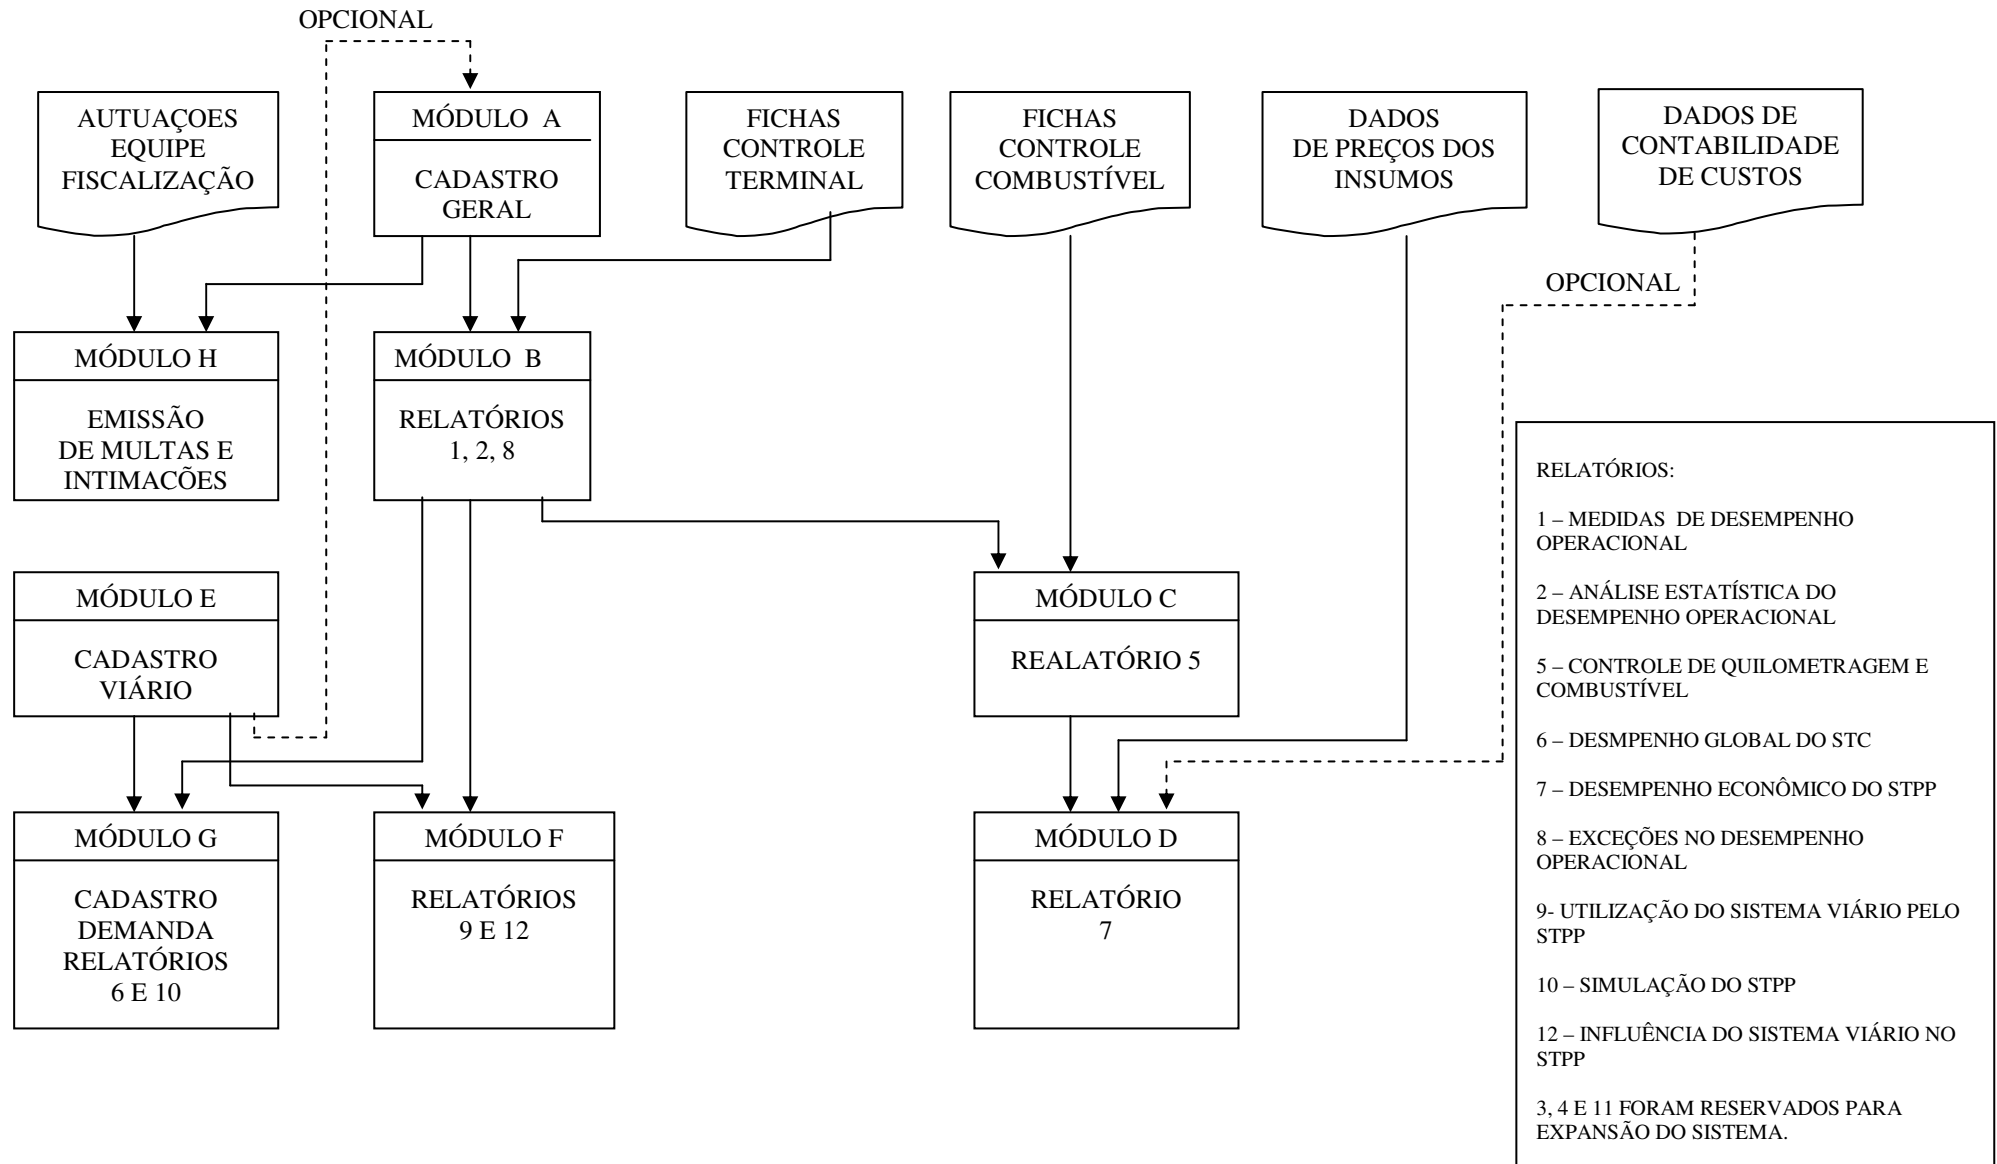 OPCIONAL
AUTUAÇOES
EQUIPE
FISCALIZAÇÃO
MÓDULO A
CADASTRO
GERAL
FICHAS
CONTROLE
TERMINAL
FICHAS
CONTROLE
COMBUSTÍVEL
DADOS
DE PREÇOS DOS
INSUMOS
DADOS DE
CONTABILIDADE
DE CUSTOS
OPCIONAL
MÓDULO H
EMISSÃO
DE MULTAS E
INTIMACÕES
MÓDULO B
RELATÓRIOS
1, 2, 8
MÓDULO E
CADASTRO
VIÁRIO
MÓDULO C
REALATÓRIO 5
MÓDULO G
CADASTRO
DEMANDA
RELATÓRIOS
6 E 10
MÓDULO F
RELATÓRIOS
9 E 12
MÓDULO D
RELATÓRIO
7
RELATÓRIOS:
1 – MEDIDAS DE DESEMPENHO
OPERACIONAL
2 – ANÁLISE ESTATÍSTICA DO
DESEMPENHO OPERACIONAL
5 – CONTROLE DE QUILOMETRAGEM E
COMBUSTÍVEL
6 – DESMPENHO GLOBAL DO STC
7 – DESEMPENHO ECONÔMICO DO STPP
8 – EXCEÇÕES NO DESEMPENHO
OPERACIONAL
9- UTILIZAÇÃO DO SISTEMA VIÁRIO PELO
STPP
10 – SIMULAÇÃO DO STPP
12 – INFLUÊNCIA DO SISTEMA VIÁRIO NO
STPP
3, 4 E 11 FORAM RESERVADOS PARA
EXPANSÃO DO SISTEMA.